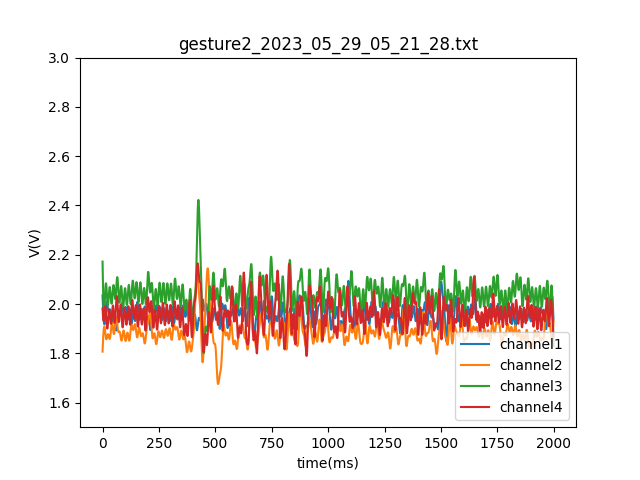 gesture2_2023_05_29_05_21_28.txt
3.0
2.8
2.6
2.4
2.2
2.0
1.8
1.6
V(V)
0 250 500 750 1000 1250 1500 1750 2000
time(ms)
channel1
channel2
channel3
channel4